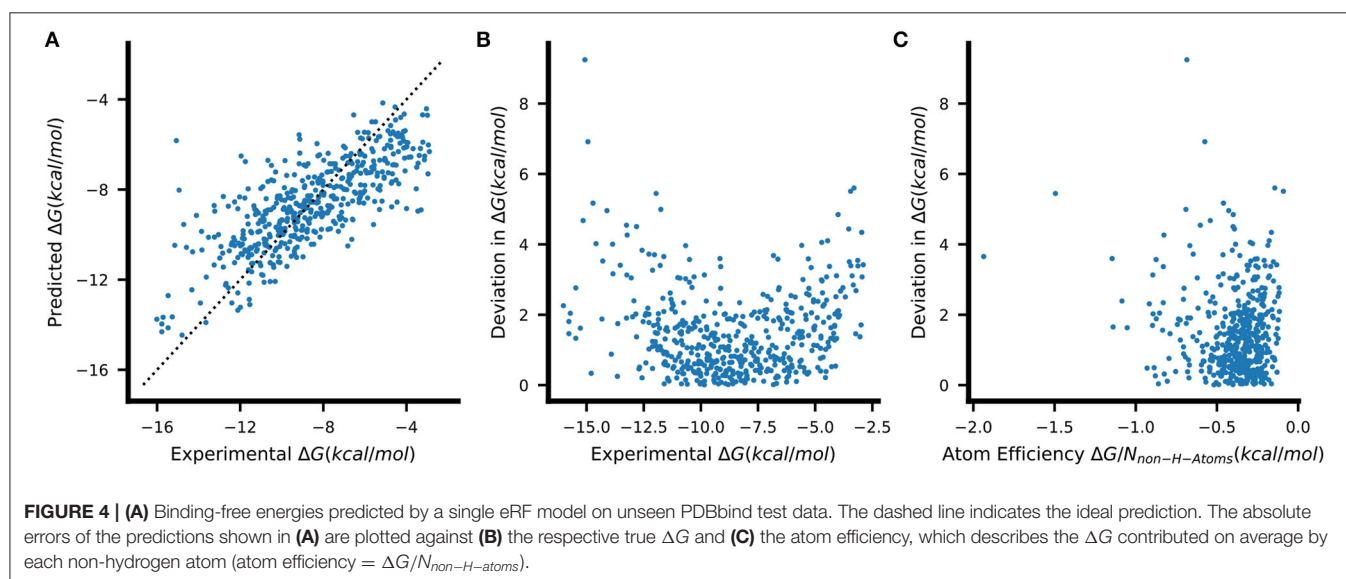 A
B
C
Predicted ΔG(kcal/mol)
−4
−8
−12
−16
−16
−12
−8
−4
Experimental ΔG(kcal/mol)
Deviation in ΔG(kcal/mol)
8
6
4
2
0
−15.0
−12.5
−10.0
−7.5
−5.0
−2.5
Experimental ΔG(kcal/mol)
Deviation in ΔG(kcal/mol)
8
6
4
2
0
−2.0
−1.5
−1.0
−0.5
0.0
Atom Efficiency ΔG/Nnon−H−Atoms(kcal/mol)
FIGURE 4 | (A) Binding-free energies predicted by a single eRF model on unseen PDBbind test data. The dashed line indicates the ideal prediction. The absolute
errors of the predictions shown in (A) are plotted against (B) the respective true ΔG and (C) the atom efficiency, which describes the ΔG contributed on average by
each non-hydrogen atom (atom efficiency = ΔG/Nnon−H−atoms).